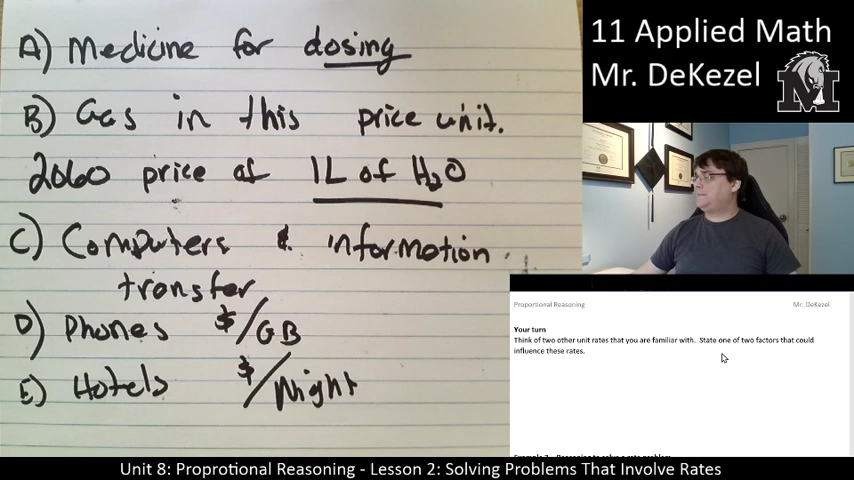 A) Medicine for dosing
B) Gas in this price unit.
2060 price of 1L of H2O
C) Computers & information
transfer
D) Phones $/GB
E) Hotels $/Night
11 Applied Math
Mr. DeKezel
M
Proportional Reasoning
Mr. DeKezel
Your turn
Think of two other unit rates that you are familiar with. State one of two factors that could
influence these rates.
Unit 8: Proprotional Reasoning - Lesson 2: Solving Problems That Involve Rates